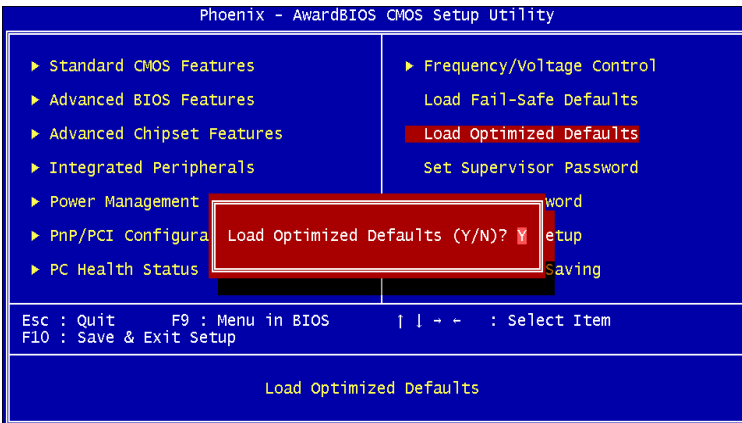 Phoenix - AwardBIOS CMOS Setup Utility
▶ Standard CMOS Features
▶ Advanced BIOS Features
▶ Advanced Chipset Features
▶ Integrated Peripherals
▶ Power Management
▶ PnP/PCI Configura
▶ PC Health Status
▶ Frequency/Voltage Control
Load Fail-Safe Defaults
Load Optimized Defaults
Set Supervisor Password
word
etup
Saving
Load Optimized Defaults (Y/N)? Y
Esc : Quit F9 : Menu in BIOS ↑ ↓ → ← : Select Item
F10 : Save & Exit Setup
Load Optimized Defaults